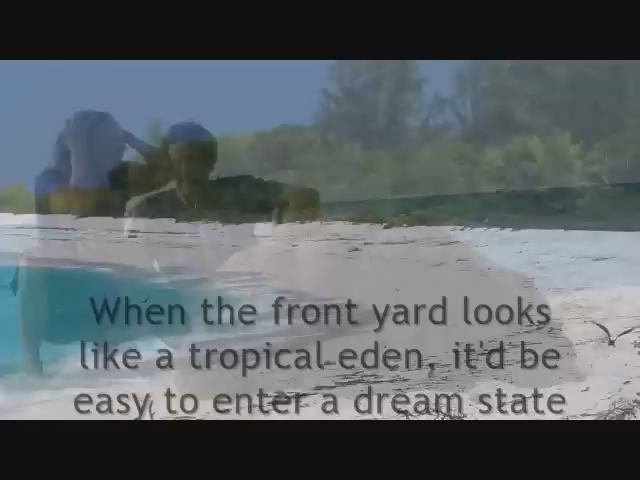 When the front yard looks
like a tropical eden, it'd be
easy to enter a dream state